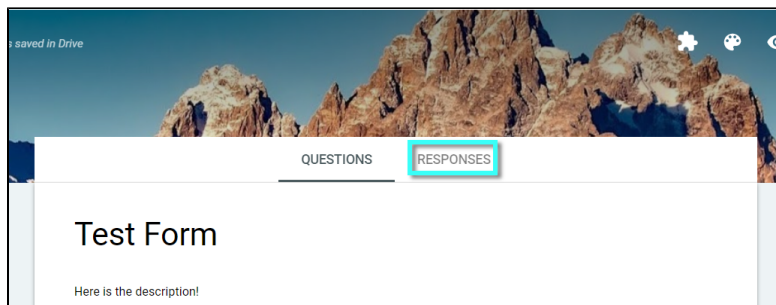 s saved in Drive
QUESTIONS RESPONSES
Test Form
Here is the description!